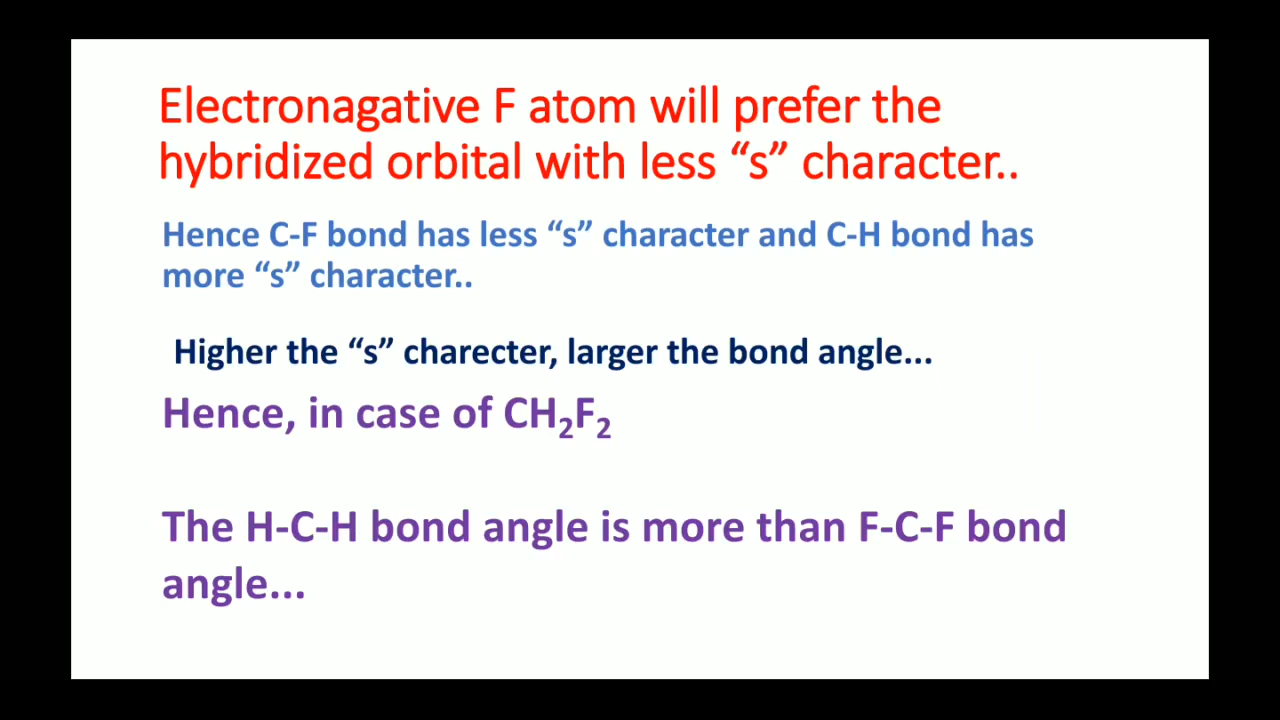 Electronagative F atom will prefer the
hybridized orbital with less “s” character..
Hence C-F bond has less “s” character and C-H bond has
more “s” character..
Higher the “s” charecter, larger the bond angle...
Hence, in case of CH₂F₂
The H-C-H bond angle is more than F-C-F bond
angle...